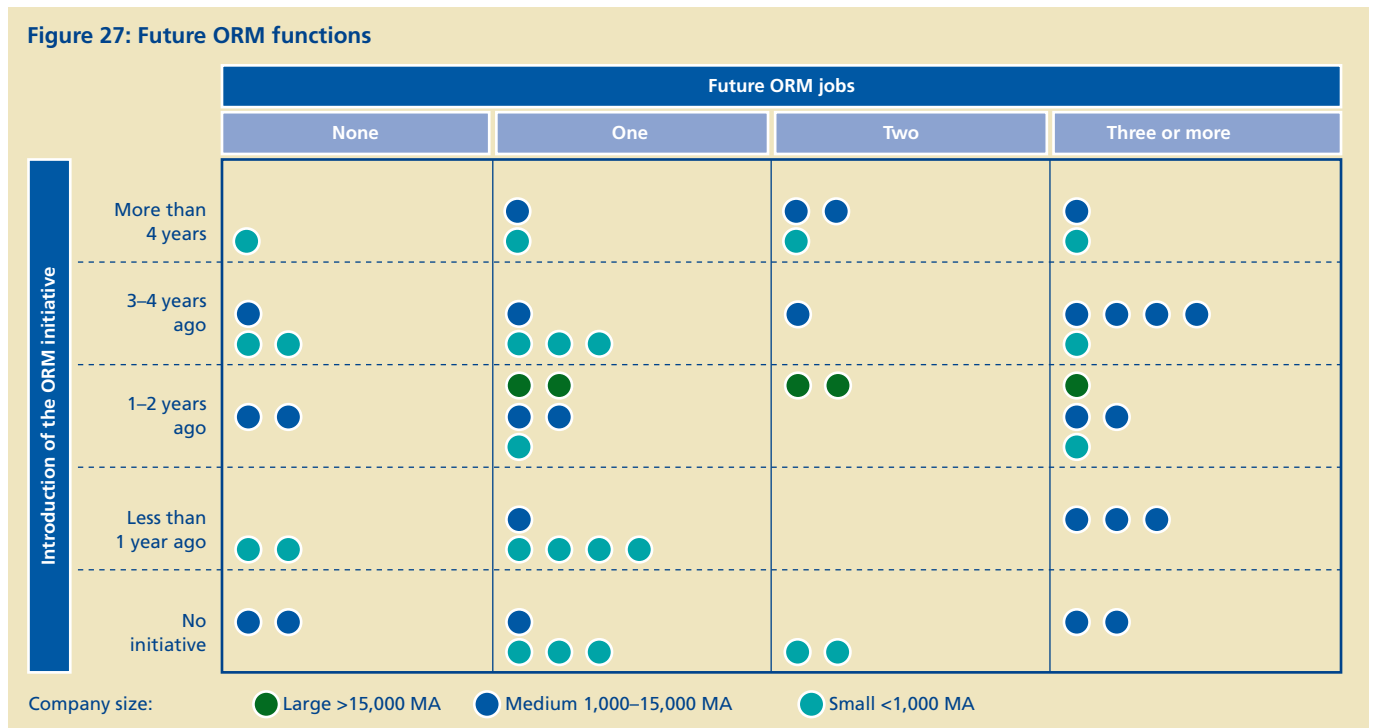 Figure 27: Future ORM functions
Future ORM jobs
None
One
Two
Three or more
Introduction of the ORM initiative
More than
4 years
3–4 years
ago
1–2 years
ago
Less than
1 year ago
No
initiative
Company size:
Large >15,000 MA
Medium 1,000–15,000 MA
Small <1,000 MA